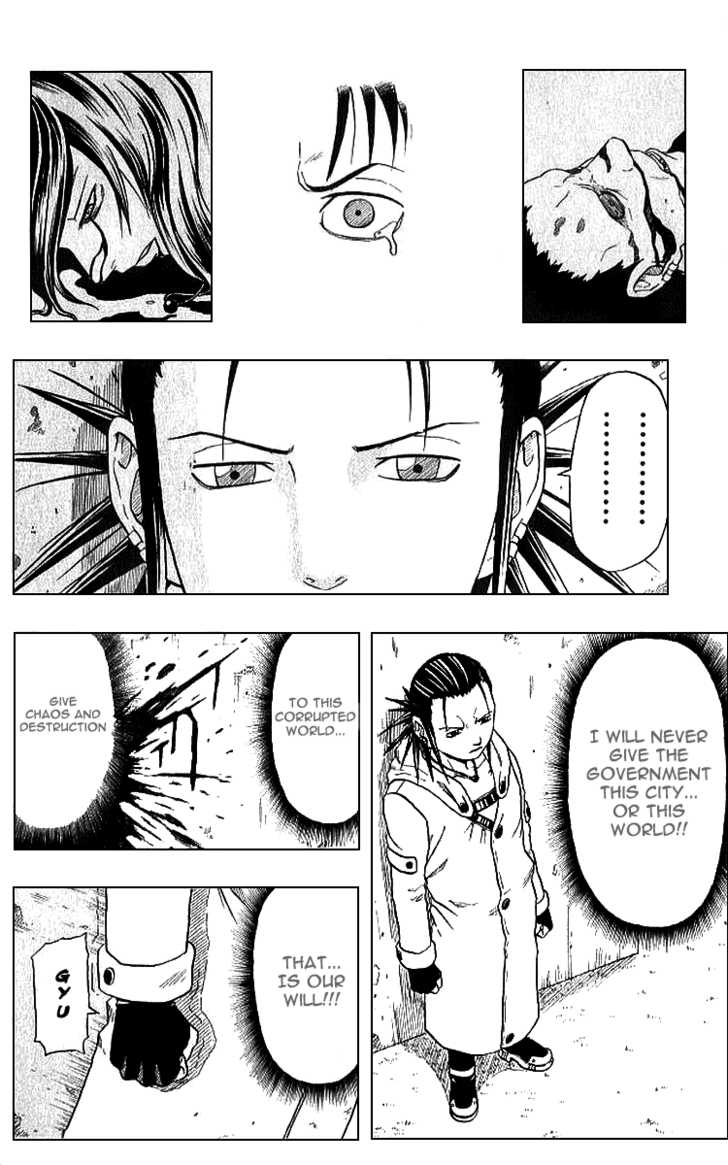 ........
........
I WILL NEVER
GIVE THE
GOVERNMENT
THIS CITY...
OR THIS
WORLD!!
TO THIS
CORRUPTED
WORLD...
GIVE
CHAOS AND
DESTRUCTION
THAT...
IS OUR
WILL!!!
GYU